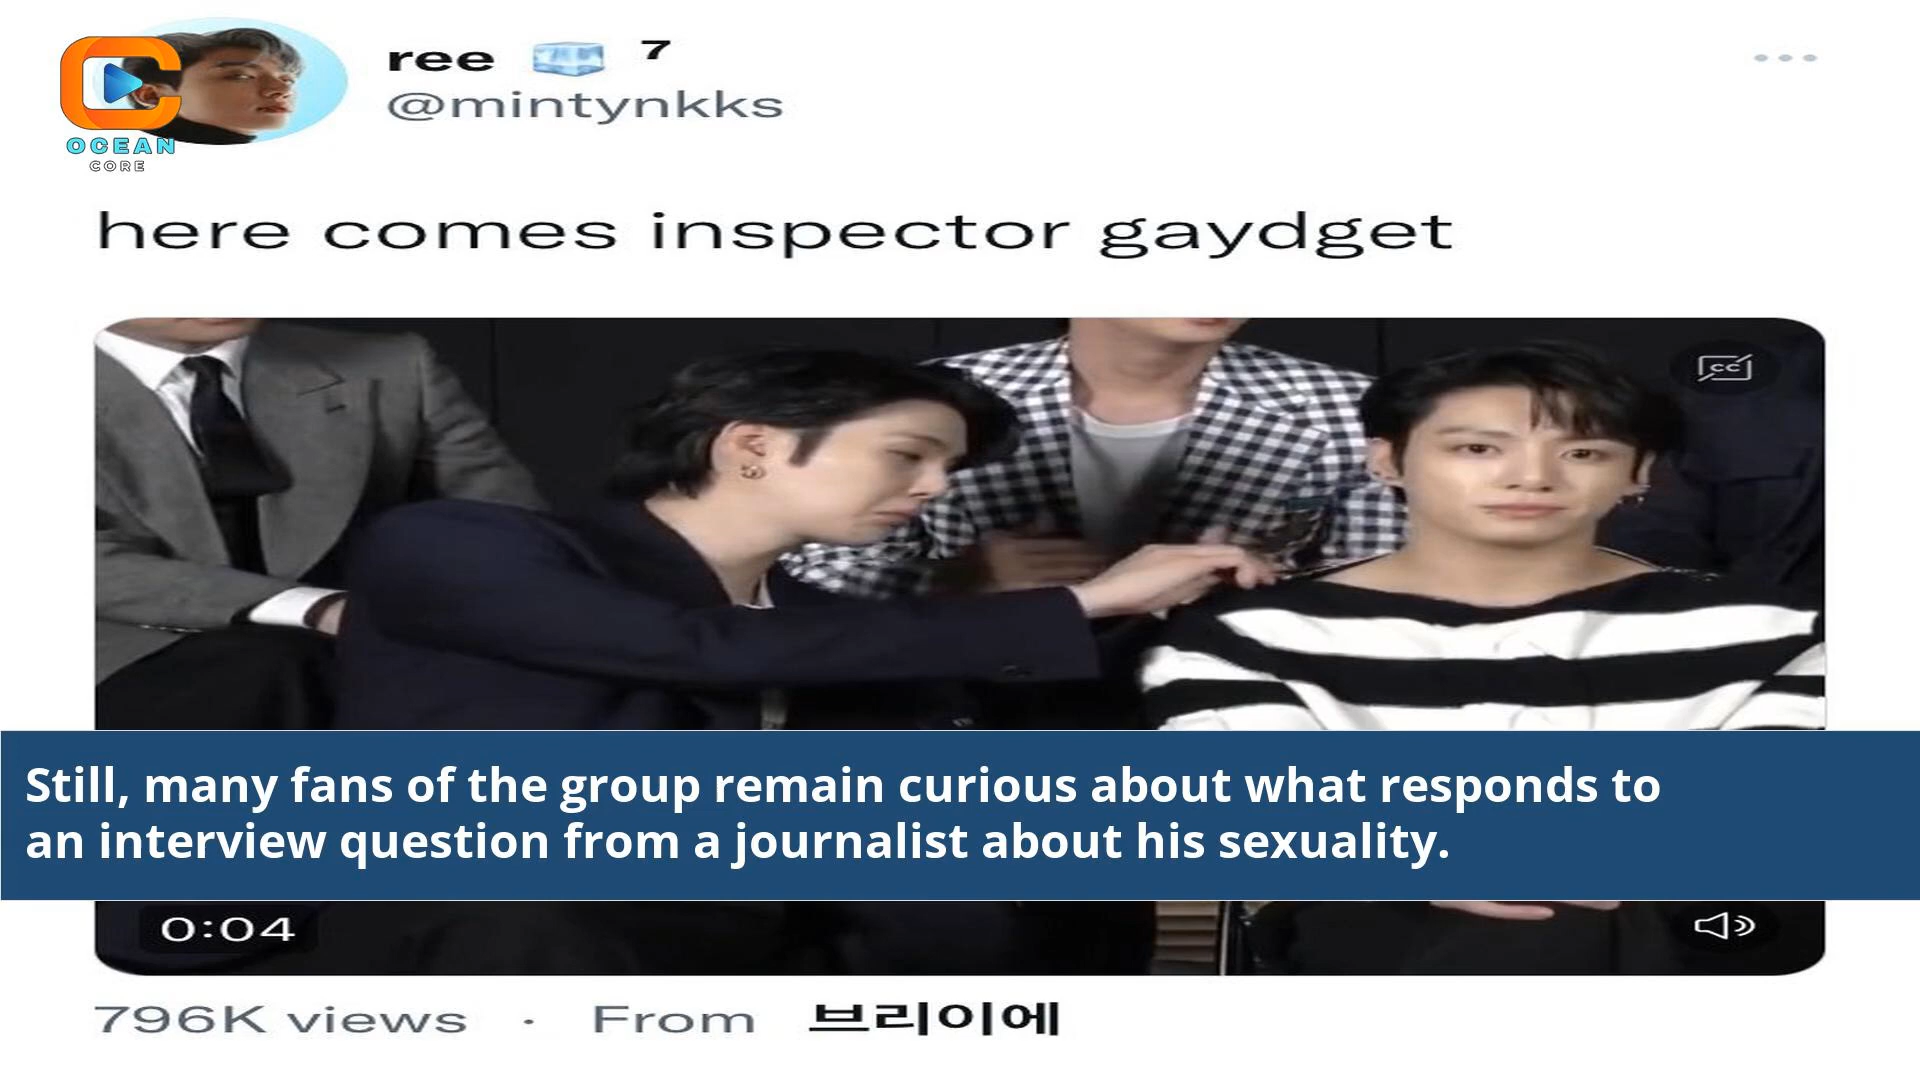 ree 7
@mintynkks
OCEAN
CORE
here comes inspector gaydget
CC
Still, many fans of the group remain curious about what responds to
an interview question from a journalist about his sexuality.
0:04
796K views · From 브리이에